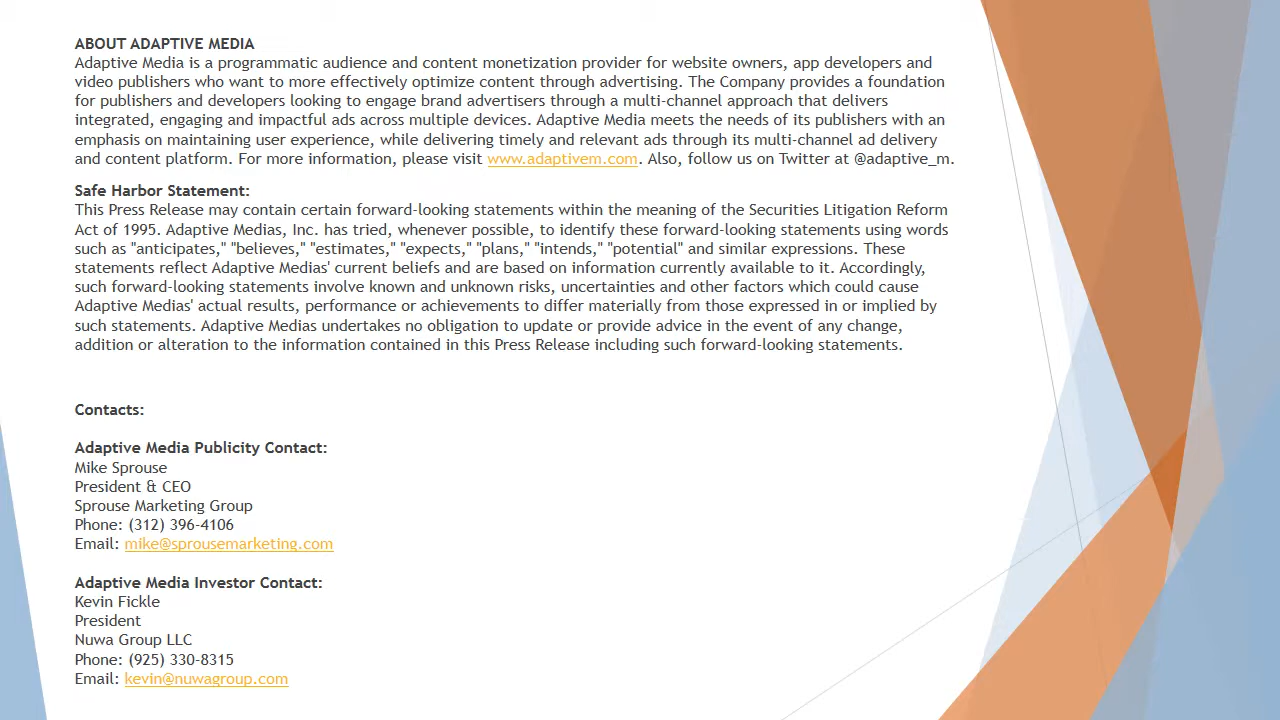 ABOUT ADAPTIVE MEDIA
Adaptive Media is a programmatic audience and content monetization provider for website owners, app developers and
video publishers who want to more effectively optimize content through advertising. The Company provides a foundation
for publishers and developers looking to engage brand advertisers through a multi-channel approach that delivers
integrated, engaging and impactful ads across multiple devices. Adaptive Media meets the needs of its publishers with an
emphasis on maintaining user experience, while delivering timely and relevant ads through its multi-channel ad delivery
and content platform. For more information, please visit www.adaptivem.com. Also, follow us on Twitter at @adaptive_m.
Safe Harbor Statement:
This Press Release may contain certain forward-looking statements within the meaning of the Securities Litigation Reform
Act of 1995. Adaptive Medias, Inc. has tried, whenever possible, to identify these forward-looking statements using words
such as "anticipates," "believes," "estimates," "expects," "plans," "intends," "potential" and similar expressions. These
statements reflect Adaptive Medias' current beliefs and are based on information currently available to it. Accordingly,
such forward-looking statements involve known and unknown risks, uncertainties and other factors which could cause
Adaptive Medias' actual results, performance or achievements to differ materially from those expressed in or implied by
such statements. Adaptive Medias undertakes no obligation to update or provide advice in the event of any change,
addition or alteration to the information contained in this Press Release including such forward-looking statements.
Contacts:
Adaptive Media Publicity Contact:
Mike Sprouse
President & CEO
Sprouse Marketing Group
Phone: (312) 396-4106
Email: mike@sprousemarketing.com
Adaptive Media Investor Contact:
Kevin Fickle
President
Nuwa Group LLC
Phone: (925) 330-8315
Email: kevin@nuwagroup.com